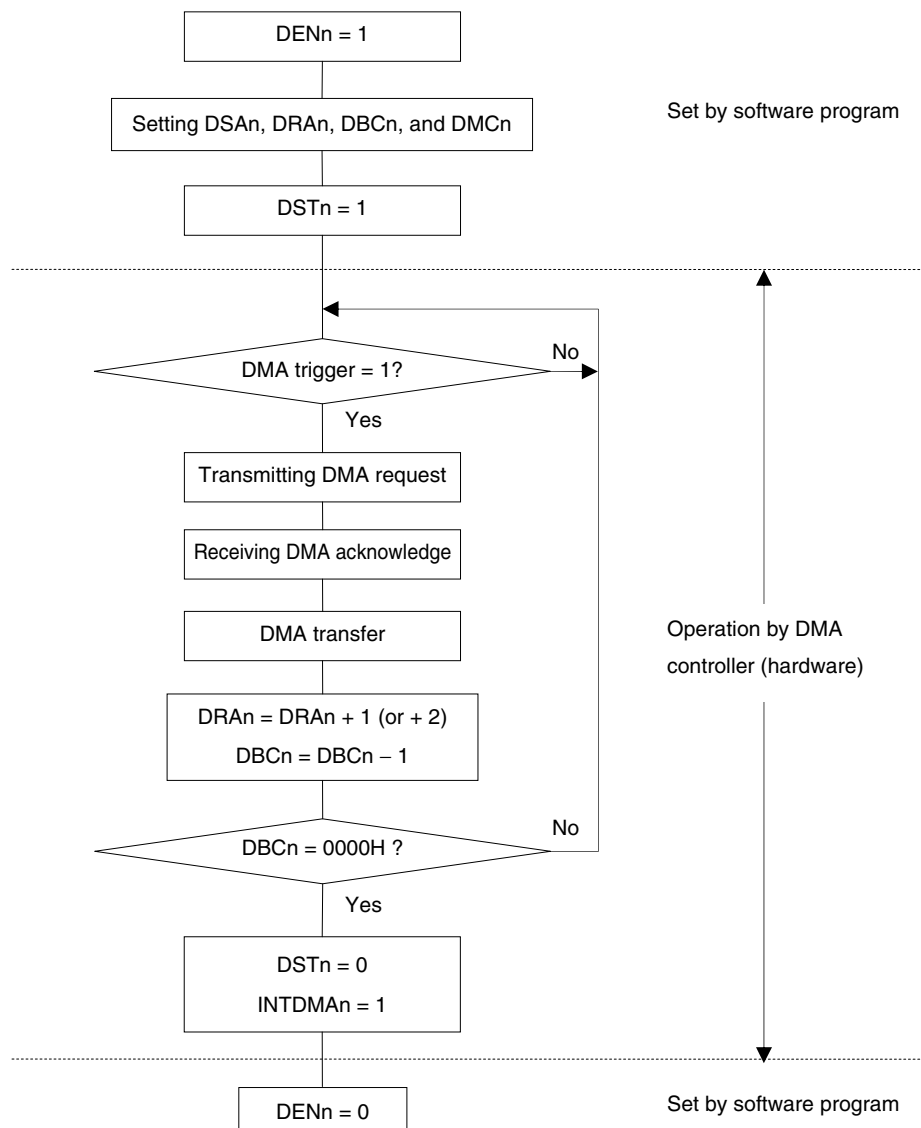 DENn = 1
Setting DSAn, DRAn, DBCn, and DMCn
Set by software program
DSTn = 1
DMA trigger = 1?
No
Yes
Transmitting DMA request
Receiving DMA acknowledge
DMA transfer
Operation by DMA
controller (hardware)
DRAn = DRAn + 1 (or + 2)
DBCn = DBCn – 1
DBCn = 0000H ?
No
Yes
DSTn = 0
INTDMAn = 1
DENn = 0
Set by software program